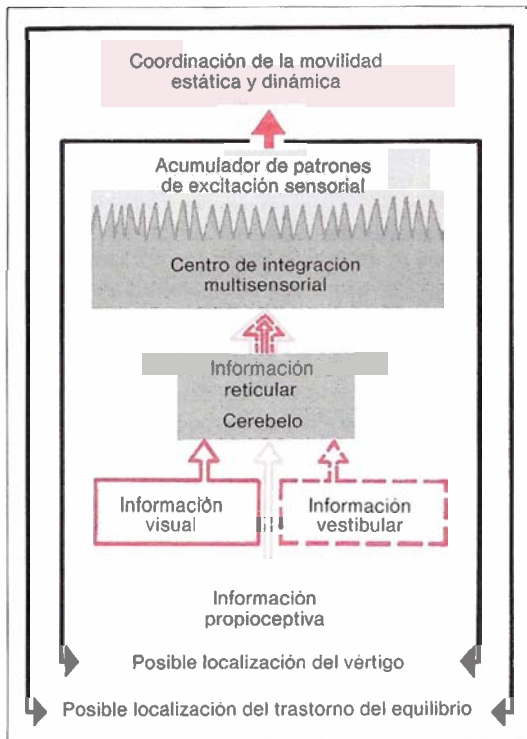 Coordinación de la movilidad
estática y dinámica
Acumulador de patrones
de excitación sensorial
Centro de integración
multisensorial
Información
reticular
Cerebelo
Información
visual
Información
vestibular
Información
propioceptiva
Posible localización del vértigo
Posible localización del trastorno del equilibrio